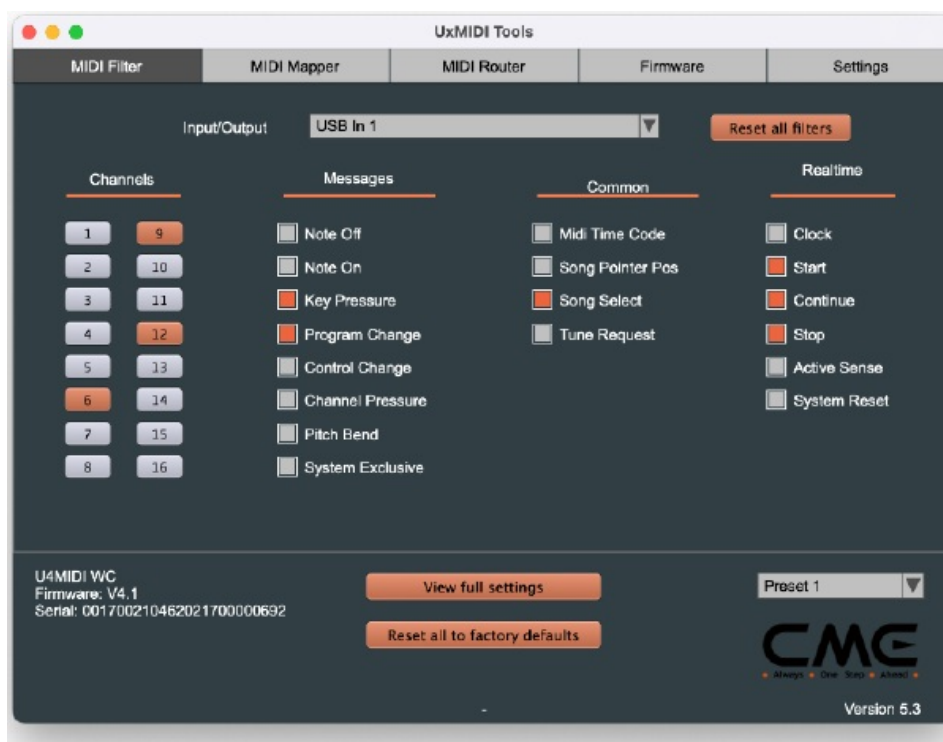 UxMIDI Tools
MIDI Filter MIDI Mapper MIDI Router Firmware Settings
Input/Output USB In 1 Reset all filters
Channels Messages Common Realtime
1 9 Note Off Midi Time Code Clock
2 10 Note On Song Pointer Pos Start
3 11 Key Pressure Song Select Continue
4 12 Program Change Tune Request Stop
5 13 Control Change Active Sense
6 14 Channel Pressure System Reset
7 15 Pitch Bend
8 16 System Exclusive
U4MIDI WC
Firmware: V4.1
Serial: 001700210462021700000692
View full settings
Reset all to factory defaults
Preset 1
CME
Always One Step Ahead
-
Version 5.3